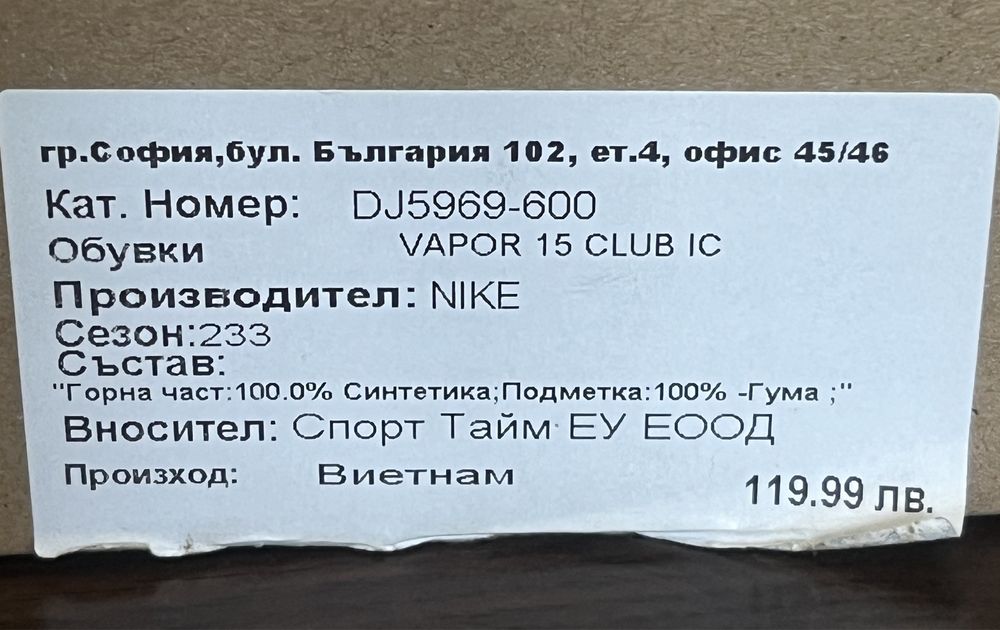 гр.София,бул. България 102, ет.4, офис 45/46
Кат. Номер: DJ5969-600
Обувки VAPOR 15 CLUB IC
Производител: NIKE
Сезон:233
Състав:
"Горна част:100.0% Синтетика;Подметка:100% -Гума ;"
Вносител: Спорт Тайм ЕУ ЕООД
Произход: Виетнам
119.99 лв.